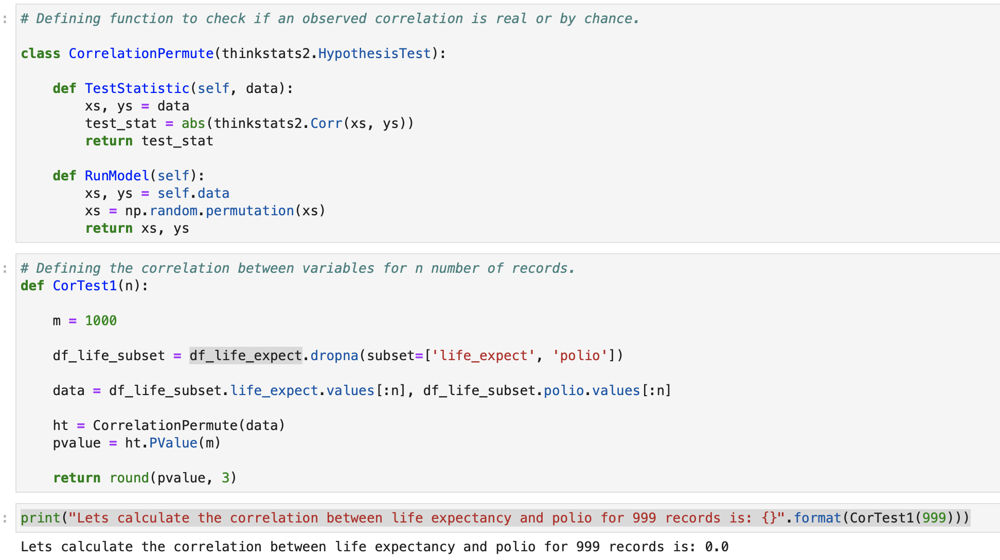 # Defining function to check if an observed correlation is real or by chance.
class CorrelationPermute(thinkstats2.HypothesisTest):
    def TestStatistic(self, data):
        xs, ys = data
        test_stat = abs(thinkstats2.Corr(xs, ys))
        return test_stat
    def RunModel(self):
        xs, ys = self.data
        xs = np.random.permutation(xs)
        return xs, ys
# Defining the correlation between variables for n number of records.
def CorTest1(n):
    m = 1000
    df_life_subset = df_life_expect.dropna(subset=['life_expect', 'polio'])
    data = df_life_subset.life_expect.values[:n], df_life_subset.polio.values[:n]
    ht = CorrelationPermute(data)
    pvalue = ht.PValue(m)
    return round(pvalue, 3)
print("Lets calculate the correlation between life expectancy and polio for 999 records is: {}".format(CorTest1(999)))
Lets calculate the correlation between life expectancy and polio for 999 records is: 0.0